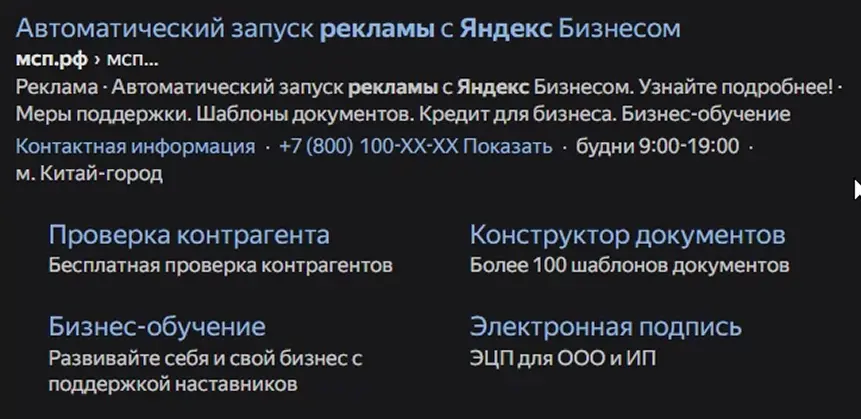 Автоматический запуск рекламы с Яндекс Бизнесом
мсп.рф › мсп...
Реклама · Автоматический запуск рекламы с Яндекс Бизнесом. Узнайте подробнее! ·
Меры поддержки. Шаблоны документов. Кредит для бизнеса. Бизнес-обучение
Контактная информация · +7 (800) 100-XX-XX Показать · будни 9:00-19:00 ·
м. Китай-город
Проверка контрагента
Бесплатная проверка контрагентов
Конструктор документов
Более 100 шаблонов документов
Бизнес-обучение
Развивайте себя и свой бизнес с
поддержкой наставников
Электронная подпись
ЭЦП для ООО и ИП